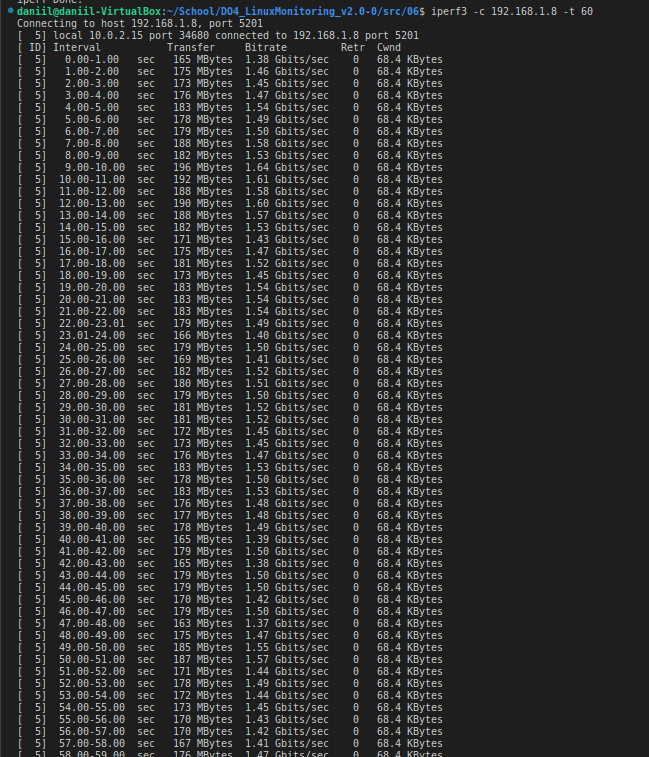 iperf Done.
daniil@daniil-VirtualBox:~/School/DO4_LinuxMonitoring_v2.0-0/src/06$ iperf3 -c 192.168.1.8 -t 60
Connecting to host 192.168.1.8, port 5201
[  5] local 10.0.2.15 port 34680 connected to 192.168.1.8 port 5201
[ ID] Interval           Transfer     Bitrate         Retr  Cwnd
[  5]   0.00-1.00   sec   165 MBytes  1.38 Gbits/sec    0   68.4 KBytes
[  5]   1.00-2.00   sec   175 MBytes  1.46 Gbits/sec    0   68.4 KBytes
[  5]   2.00-3.00   sec   173 MBytes  1.45 Gbits/sec    0   68.4 KBytes
[  5]   3.00-4.00   sec   176 MBytes  1.47 Gbits/sec    0   68.4 KBytes
[  5]   4.00-5.00   sec   183 MBytes  1.54 Gbits/sec    0   68.4 KBytes
[  5]   5.00-6.00   sec   178 MBytes  1.49 Gbits/sec    0   68.4 KBytes
[  5]   6.00-7.00   sec   179 MBytes  1.50 Gbits/sec    0   68.4 KBytes
[  5]   7.00-8.00   sec   188 MBytes  1.58 Gbits/sec    0   68.4 KBytes
[  5]   8.00-9.00   sec   182 MBytes  1.53 Gbits/sec    0   68.4 KBytes
[  5]   9.00-10.00  sec   196 MBytes  1.64 Gbits/sec    0   68.4 KBytes
[  5]  10.00-11.00  sec   192 MBytes  1.61 Gbits/sec    0   68.4 KBytes
[  5]  11.00-12.00  sec   188 MBytes  1.58 Gbits/sec    0   68.4 KBytes
[  5]  12.00-13.00  sec   190 MBytes  1.60 Gbits/sec    0   68.4 KBytes
[  5]  13.00-14.00  sec   188 MBytes  1.57 Gbits/sec    0   68.4 KBytes
[  5]  14.00-15.00  sec   182 MBytes  1.53 Gbits/sec    0   68.4 KBytes
[  5]  15.00-16.00  sec   171 MBytes  1.43 Gbits/sec    0   68.4 KBytes
[  5]  16.00-17.00  sec   175 MBytes  1.47 Gbits/sec    0   68.4 KBytes
[  5]  17.00-18.00  sec   181 MBytes  1.52 Gbits/sec    0   68.4 KBytes
[  5]  18.00-19.00  sec   173 MBytes  1.45 Gbits/sec    0   68.4 KBytes
[  5]  19.00-20.00  sec   183 MBytes  1.54 Gbits/sec    0   68.4 KBytes
[  5]  20.00-21.00  sec   183 MBytes  1.54 Gbits/sec    0   68.4 KBytes
[  5]  21.00-22.00  sec   183 MBytes  1.54 Gbits/sec    0   68.4 KBytes
[  5]  22.00-23.01  sec   179 MBytes  1.49 Gbits/sec    0   68.4 KBytes
[  5]  23.01-24.00  sec   166 MBytes  1.40 Gbits/sec    0   68.4 KBytes
[  5]  24.00-25.00  sec   179 MBytes  1.50 Gbits/sec    0   68.4 KBytes
[  5]  25.00-26.00  sec   169 MBytes  1.41 Gbits/sec    0   68.4 KBytes
[  5]  26.00-27.00  sec   182 MBytes  1.52 Gbits/sec    0   68.4 KBytes
[  5]  27.00-28.00  sec   180 MBytes  1.51 Gbits/sec    0   68.4 KBytes
[  5]  28.00-29.00  sec   179 MBytes  1.50 Gbits/sec    0   68.4 KBytes
[  5]  29.00-30.00  sec   181 MBytes  1.52 Gbits/sec    0   68.4 KBytes
[  5]  30.00-31.00  sec   181 MBytes  1.52 Gbits/sec    0   68.4 KBytes
[  5]  31.00-32.00  sec   172 MBytes  1.45 Gbits/sec    0   68.4 KBytes
[  5]  32.00-33.00  sec   173 MBytes  1.45 Gbits/sec    0   68.4 KBytes
[  5]  33.00-34.00  sec   176 MBytes  1.47 Gbits/sec    0   68.4 KBytes
[  5]  34.00-35.00  sec   183 MBytes  1.53 Gbits/sec    0   68.4 KBytes
[  5]  35.00-36.00  sec   178 MBytes  1.50 Gbits/sec    0   68.4 KBytes
[  5]  36.00-37.00  sec   183 MBytes  1.53 Gbits/sec    0   68.4 KBytes
[  5]  37.00-38.00  sec   176 MBytes  1.48 Gbits/sec    0   68.4 KBytes
[  5]  38.00-39.00  sec   177 MBytes  1.48 Gbits/sec    0   68.4 KBytes
[  5]  39.00-40.00  sec   178 MBytes  1.49 Gbits/sec    0   68.4 KBytes
[  5]  40.00-41.00  sec   165 MBytes  1.39 Gbits/sec    0   68.4 KBytes
[  5]  41.00-42.00  sec   179 MBytes  1.50 Gbits/sec    0   68.4 KBytes
[  5]  42.00-43.00  sec   165 MBytes  1.38 Gbits/sec    0   68.4 KBytes
[  5]  43.00-44.00  sec   179 MBytes  1.50 Gbits/sec    0   68.4 KBytes
[  5]  44.00-45.00  sec   179 MBytes  1.50 Gbits/sec    0   68.4 KBytes
[  5]  45.00-46.00  sec   170 MBytes  1.42 Gbits/sec    0   68.4 KBytes
[  5]  46.00-47.00  sec   179 MBytes  1.50 Gbits/sec    0   68.4 KBytes
[  5]  47.00-48.00  sec   163 MBytes  1.37 Gbits/sec    0   68.4 KBytes
[  5]  48.00-49.00  sec   175 MBytes  1.47 Gbits/sec    0   68.4 KBytes
[  5]  49.00-50.00  sec   185 MBytes  1.55 Gbits/sec    0   68.4 KBytes
[  5]  50.00-51.00  sec   187 MBytes  1.57 Gbits/sec    0   68.4 KBytes
[  5]  51.00-52.00  sec   171 MBytes  1.44 Gbits/sec    0   68.4 KBytes
[  5]  52.00-53.00  sec   178 MBytes  1.49 Gbits/sec    0   68.4 KBytes
[  5]  53.00-54.00  sec   172 MBytes  1.44 Gbits/sec    0   68.4 KBytes
[  5]  54.00-55.00  sec   173 MBytes  1.45 Gbits/sec    0   68.4 KBytes
[  5]  55.00-56.00  sec   170 MBytes  1.43 Gbits/sec    0   68.4 KBytes
[  5]  56.00-57.00  sec   170 MBytes  1.42 Gbits/sec    0   68.4 KBytes
[  5]  57.00-58.00  sec   167 MBytes  1.41 Gbits/sec    0   68.4 KBytes
[  5]  58.00-59.00  sec   176 MBytes  1.47 Gbits/sec    0   68.4 KBytes